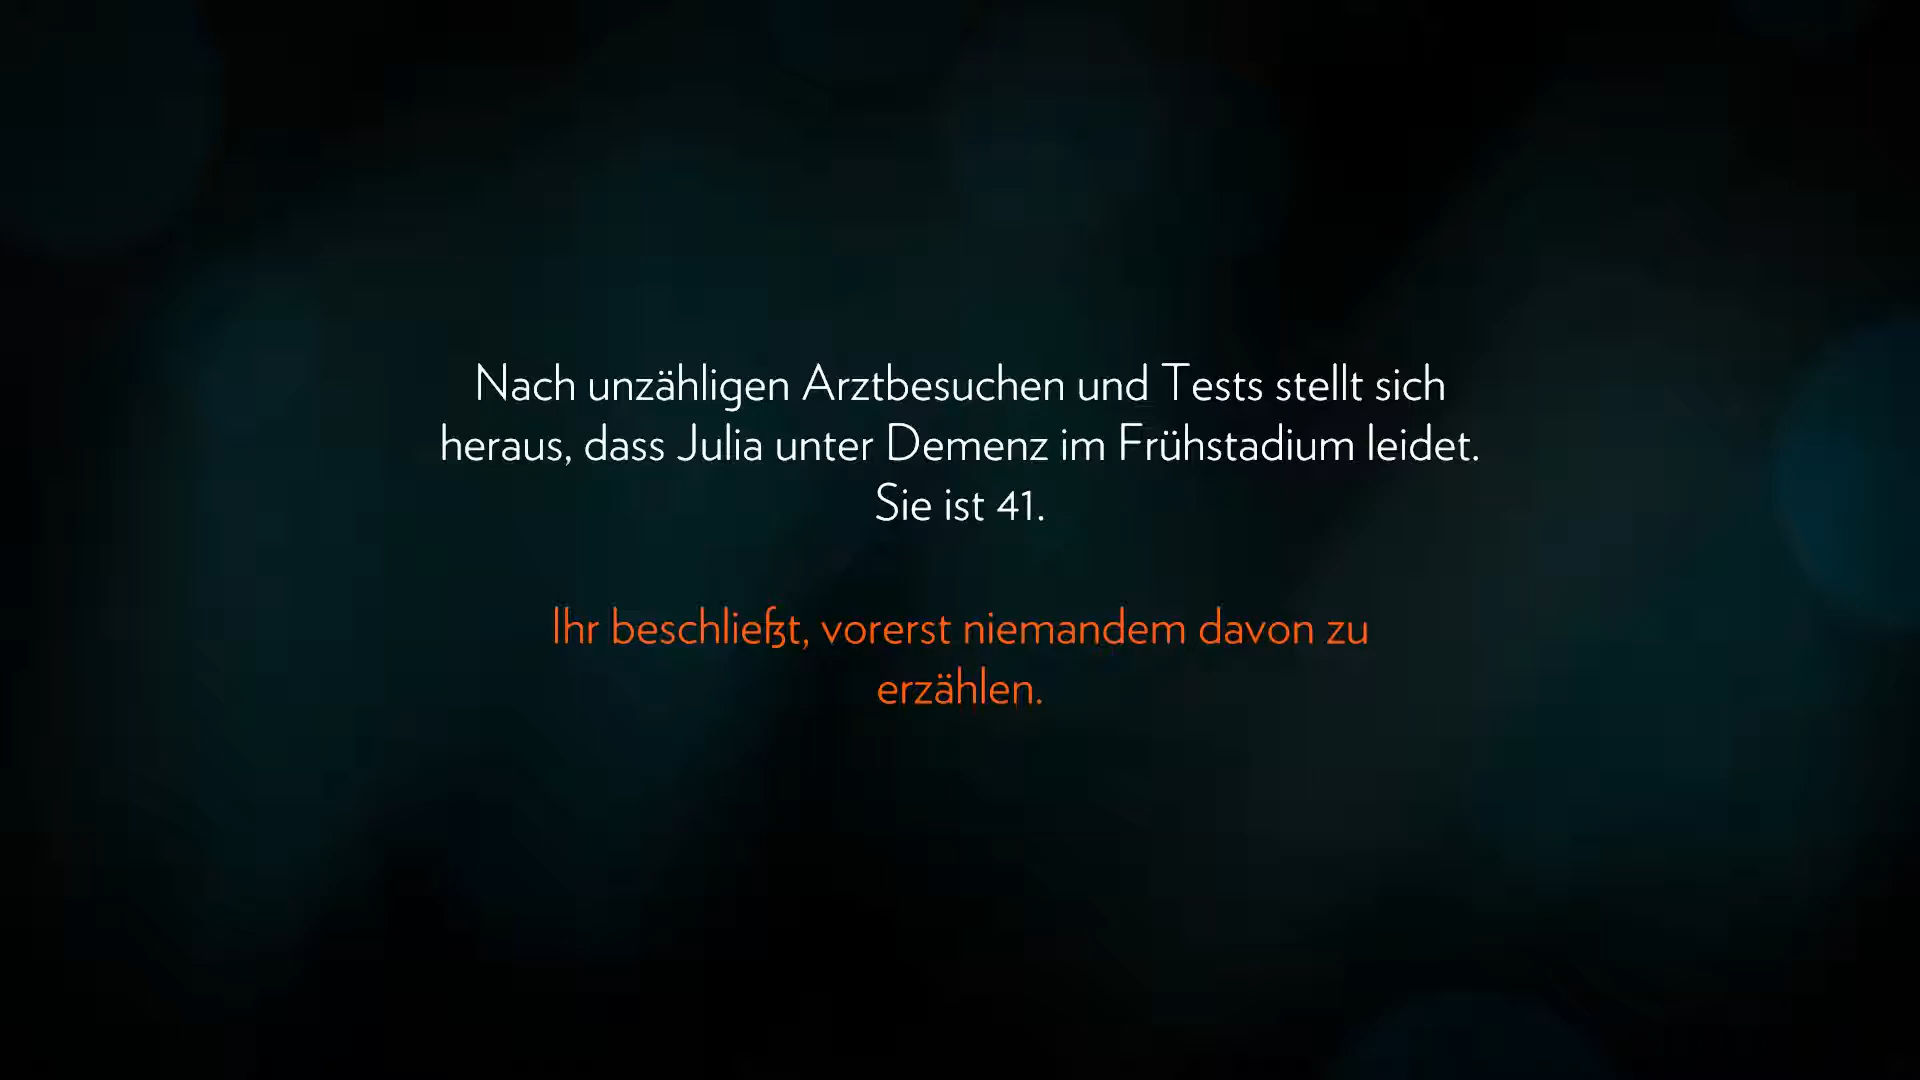 Nach unzähligen Arztbesuchen und Tests stellt sich
heraus, dass Julia unter Demenz im Frühstadium leidet.
Sie ist 41.
Ihr beschließt, vorerst niemandem davon zu
erzählen.